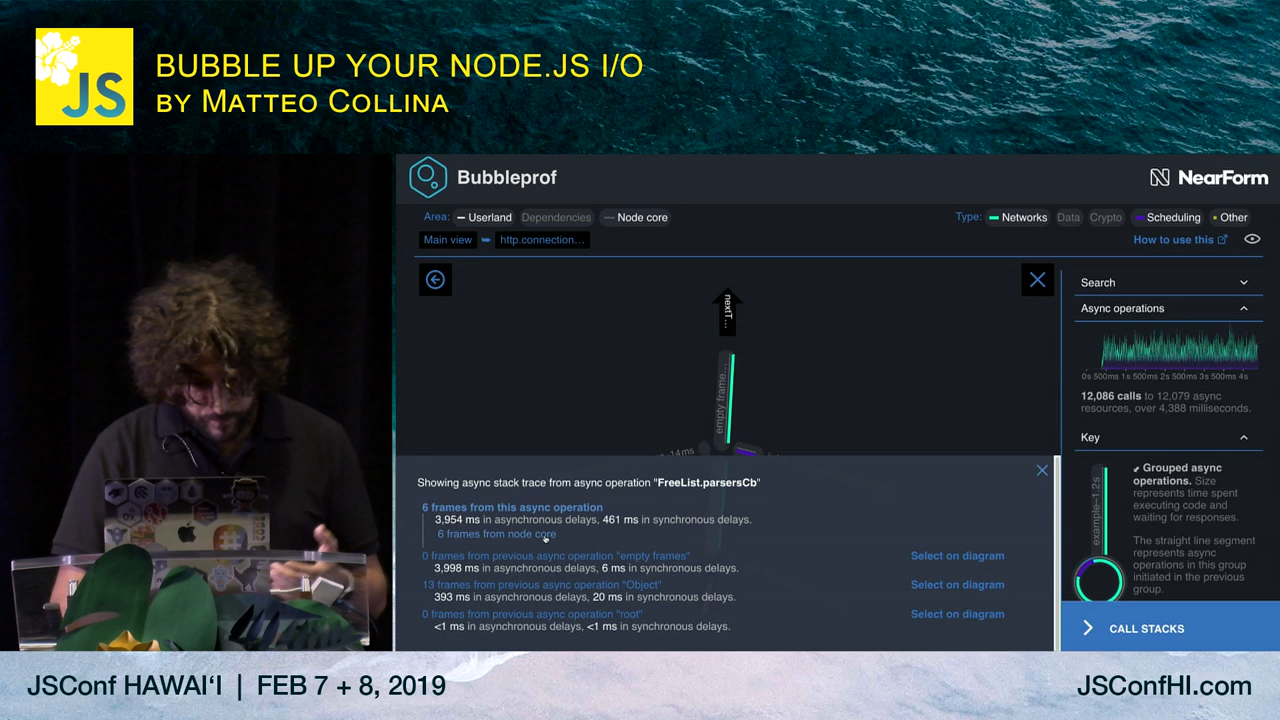 JS
BUBBLE UP YOUR NODE.JS I/O
BY MATTEO COLLINA
Bubbleprof
NearForm
Area: Userland Dependencies Node core
Type: Networks Data Crypto Scheduling Other
Main view http.connection...
How to use this
nextT...
empty frame...
14ms
Search
Async operations
0s 500ms 1s 500ms 2s 500ms 3s 500ms 4s
12,086 calls to 12,079 async
resources, over 4,388 milliseconds.
Key
example–1.2s
Grouped async
operations. Size
represents time spent
executing code and
waiting for responses.
The straight line segment
represents async
operations in this group
initiated in the previous
group.
CALL STACKS
Showing async stack trace from async operation "FreeList.parsersCb"
6 frames from this async operation
3,954 ms in asynchronous delays, 461 ms in synchronous delays.
6 frames from node core
0 frames from previous async operation "empty frames" Select on diagram
3,998 ms in asynchronous delays, 6 ms in synchronous delays.
13 frames from previous async operation "Object" Select on diagram
393 ms in asynchronous delays, 20 ms in synchronous delays.
0 frames from previous async operation "root" Select on diagram
<1 ms in asynchronous delays, <1 ms in synchronous delays.
JSConf HAWAIʻI | FEB 7 + 8, 2019
JSConfHI.com